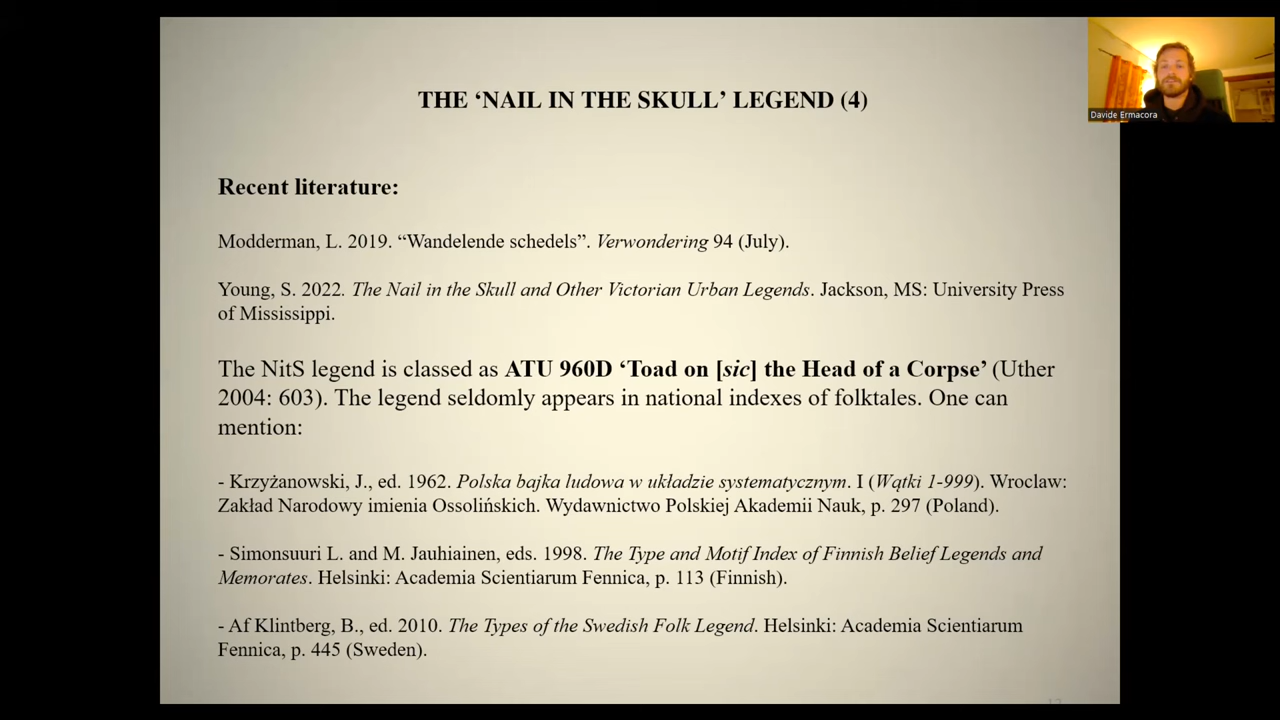 THE ‘NAIL IN THE SKULL’ LEGEND (4)
Davide Ermacora
Recent literature:
Modderman, L. 2019. “Wandelende schedels”. Verwondering 94 (July).
Young, S. 2022. The Nail in the Skull and Other Victorian Urban Legends. Jackson, MS: University Press
of Mississippi.
The NitS legend is classed as ATU 960D ‘Toad on [sic] the Head of a Corpse’ (Uther
2004: 603). The legend seldomly appears in national indexes of folktales. One can
mention:
- Krzyżanowski, J., ed. 1962. Polska bajka ludowa w układzie systematycznym. I (Wątki 1-999). Wroclaw:
Zakład Narodowy imienia Ossolińskich. Wydawnictwo Polskiej Akademii Nauk, p. 297 (Poland).
- Simonsuuri L. and M. Jauhiainen, eds. 1998. The Type and Motif Index of Finnish Belief Legends and
Memorates. Helsinki: Academia Scientiarum Fennica, p. 113 (Finnish).
- Af Klintberg, B., ed. 2010. The Types of the Swedish Folk Legend. Helsinki: Academia Scientiarum
Fennica, p. 445 (Sweden).